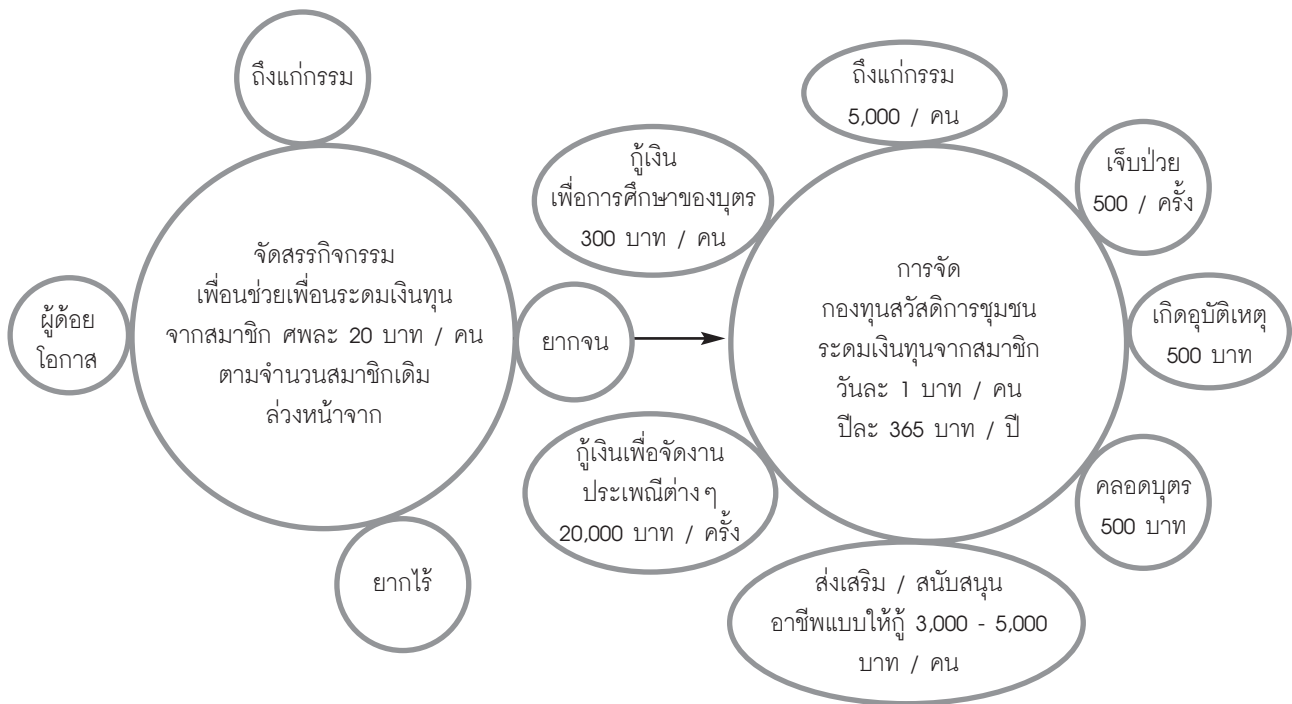 ถึงแก่กรรม
จัดสรรกิจกรรม
เพื่อนช่วยเพื่อนระดมเงินทุน
จากสมาชิก ศพละ 20 บาท / คน
ตามจำนวนสมาชิกเดิม
ล่วงหน้าจาก
ผู้ด้อย
โอกาส
ยากจน
ยากไร้
ถึงแก่กรรม
5,000 / คน
กู้เงิน
เพื่อการศึกษาของบุตร
300 บาท / คน
เจ็บป่วย
500 / ครั้ง
การจัด
กองทุนสวัสดิการชุมชน
ระดมเงินทุนจากสมาชิก
วันละ 1 บาท / คน
ปีละ 365 บาท / ปี
เกิดอุบัติเหตุ
500 บาท
กู้เงินเพื่อจัดงาน
ประเพณีต่างๆ
20,000 บาท / ครั้ง
คลอดบุตร
500 บาท
ส่งเสริม / สนับสนุน
อาชีพแบบให้กู้ 3,000 - 5,000
บาท / คน